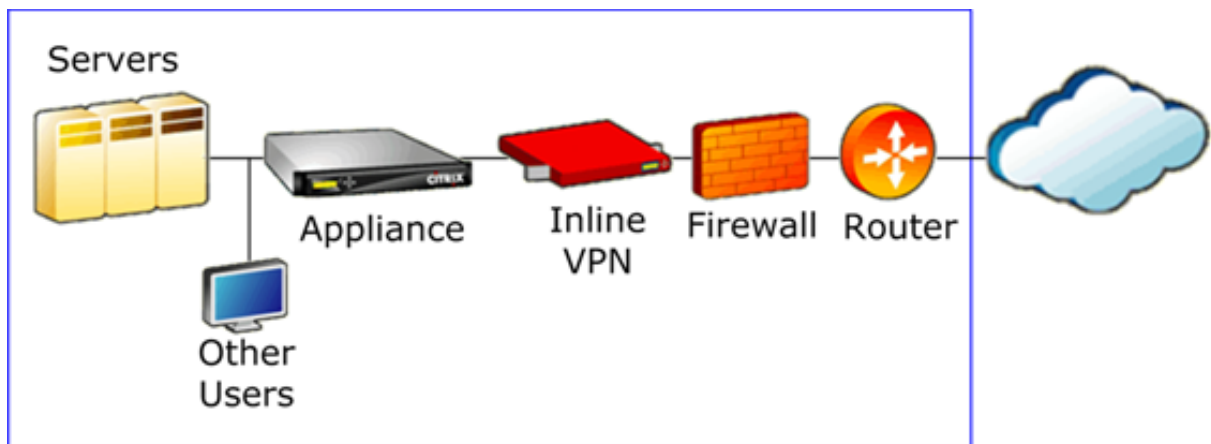 Servers
CITRIX
Appliance
Inline
VPN
Firewall
Router
Other
Users